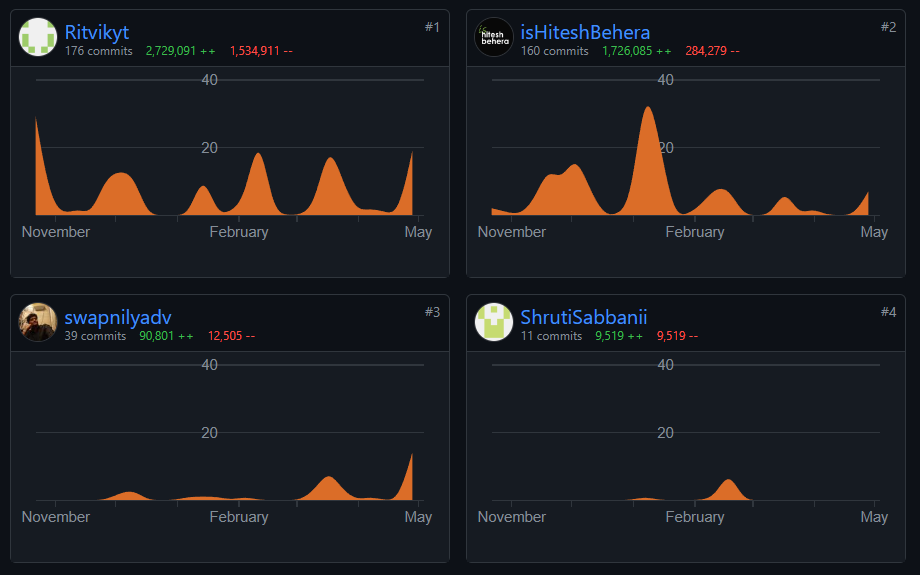 Ritvikyt #1
176 commits 2,729,091 ++ 1,534,911 --
40
20
November February May
isHiteshBehera #2
is
hitesh
behera
160 commits 1,726,085 ++ 284,279 --
40
20
November February May
swapnilyadv #3
39 commits 90,801 ++ 12,505 --
40
20
November February May
ShrutiSabbanii #4
11 commits 9,519 ++ 9,519 --
40
20
November February May